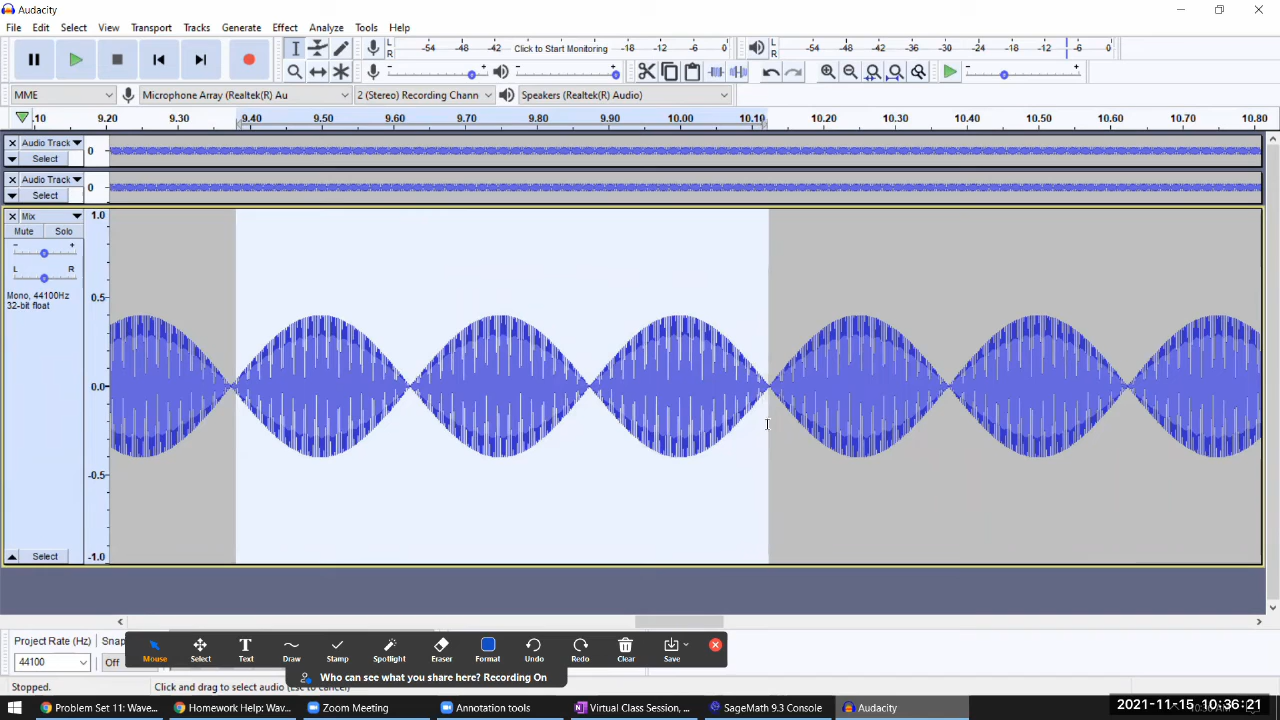 Audacity
File Edit Select View Transport Tracks Generate Effect Analyze Tools Help
L R -54 -48 -42 Click to Start Monitoring -18 -12 -6 0 L R -54 -48 -42 -36 -30 -24 -18 -12 -6 0
MME Microphone Array (Realtek(R) Au 2 (Stereo) Recording Chann Speakers (Realtek(R) Audio)
.10 9.20 9.30 9.40 9.50 9.60 9.70 9.80 9.90 10.00 10.10 10.20 10.30 10.40 10.50 10.60 10.70 10.80
Audio Track 0
Select
Audio Track 0
Select
Mix 1.0
Mute Solo
- +
L R
Mono, 44100Hz 0.5
32-bit float
0.0
-0.5
Select -1.0
Project Rate (Hz) Snap
44100 Off
Mouse Select Text Draw Stamp Spotlight Eraser Format Undo Redo Clear Save
Who can see what you share here? Recording On
Stopped. Click and drag to select audio (Esc to cancel)
Problem Set 11: Wave... Homework Help: Wav... Zoom Meeting Annotation tools Virtual Class Session, ... SageMath 9.3 Console Audacity 2021-11-15 10:36:21